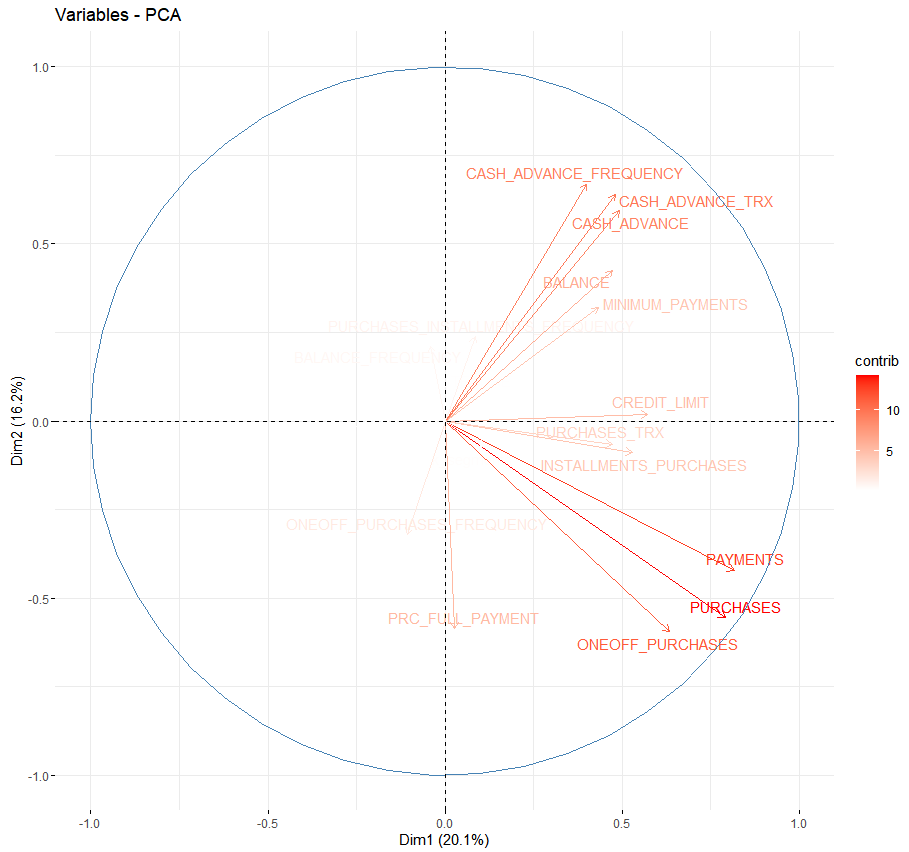 Variables - PCA
1.0
CASH_ADVANCE_FREQUENCY
CASH_ADVANCE_TRX
CASH_ADVANCE
0.5
BALANCE
MINIMUM_PAYMENTS
PURCHASES_INSTALLMENTS_FREQUENCY
BALANCE_FREQUENCY
contrib
10
5
CREDIT_LIMIT
0.0
PURCHASES_TRX
INSTALLMENTS_PURCHASES
Dim2 (16.2%)
ONEOFF_PURCHASES_FREQUENCY
PAYMENTS
-0.5
PURCHASES
PRC_FULL_PAYMENT
ONEOFF_PURCHASES
-1.0
-1.0
-0.5
0.0
0.5
1.0
Dim1 (20.1%)